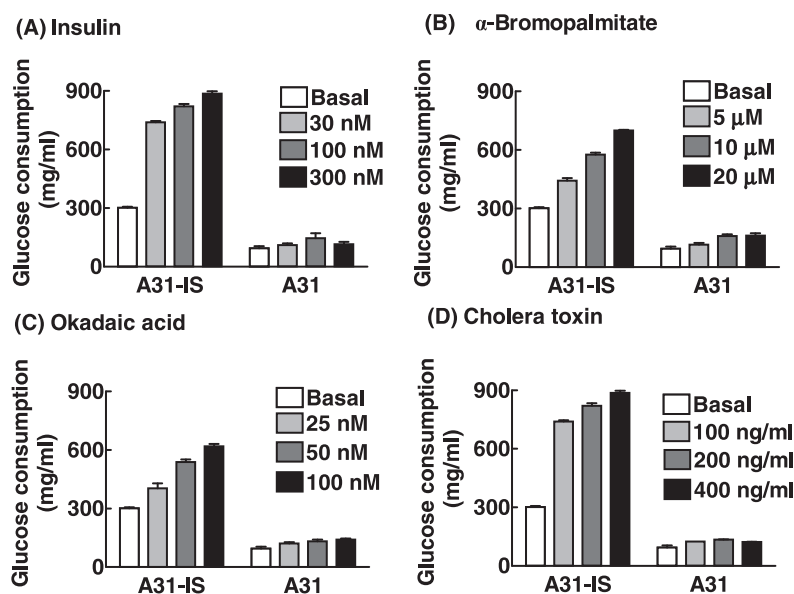 (A) Insulin
Glucose consumption
(mg/ml)
900
600
300
0
Basal
30 nM
100 nM
300 nM
A31-IS
A31
(B) α-Bromopalmitate
Glucose consumption
(mg/ml)
900
600
300
0
Basal
5 μM
10 μM
20 μM
A31-IS
A31
(C) Okadaic acid
Glucose consumption
(mg/ml)
900
600
300
0
Basal
25 nM
50 nM
100 nM
A31-IS
A31
(D) Cholera toxin
Glucose consumption
(mg/ml)
900
600
300
0
Basal
100 ng/ml
200 ng/ml
400 ng/ml
A31-IS
A31